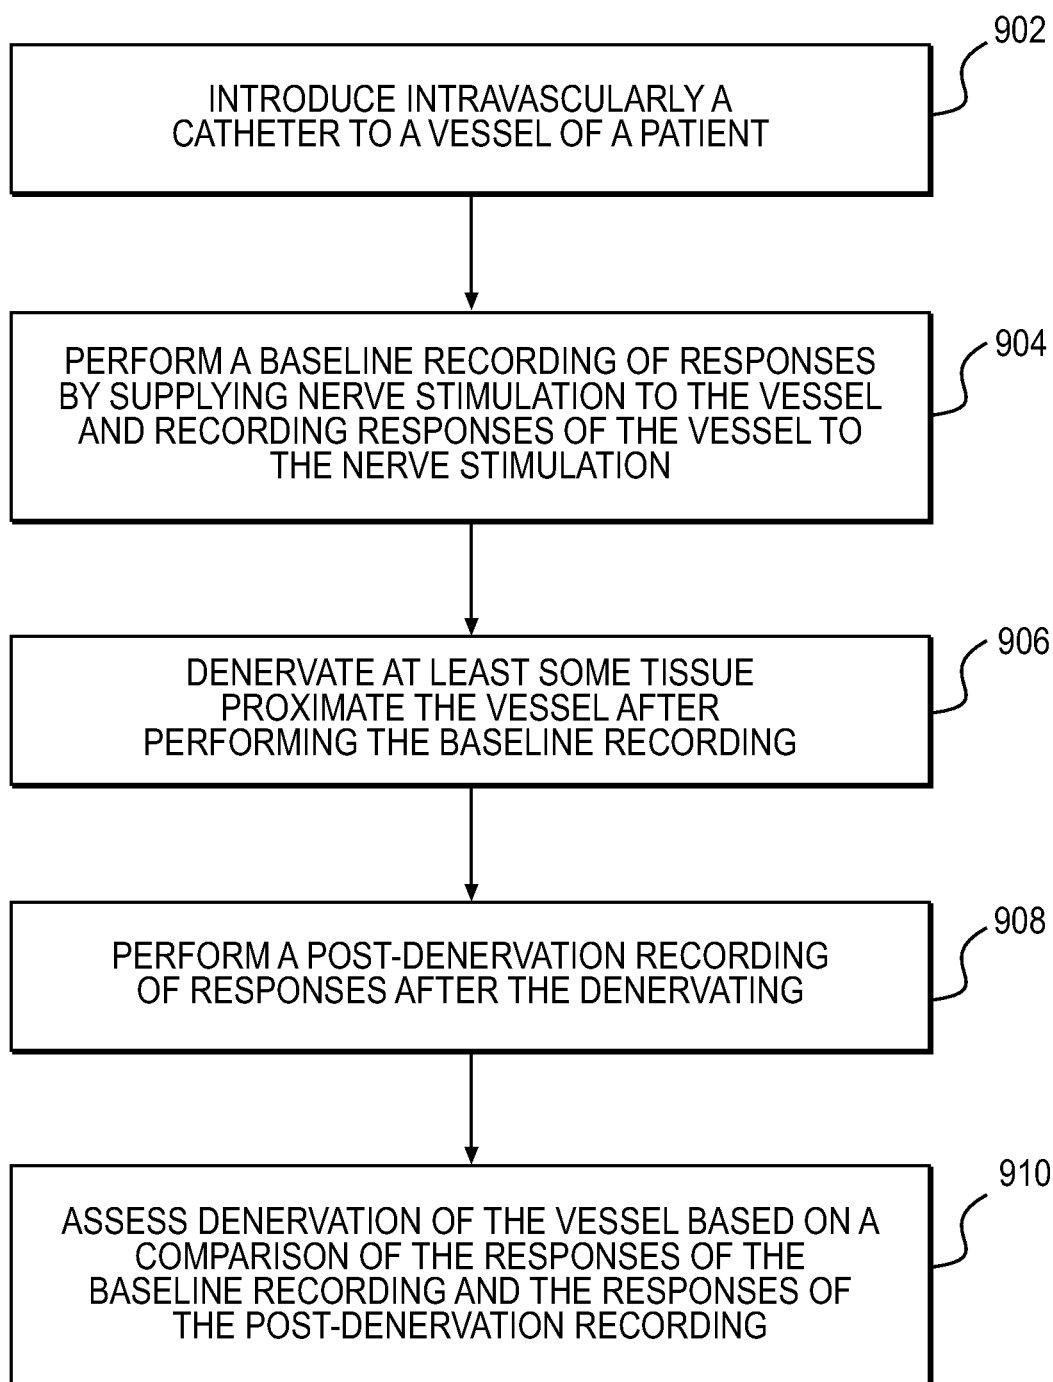 902
INTRODUCE INTRAVASCULARLY A
CATHETER TO A VESSEL OF A PATIENT
904
PERFORM A BASELINE RECORDING OF RESPONSES
BY SUPPLYING NERVE STIMULATION TO THE VESSEL
AND RECORDING RESPONSES OF THE VESSEL TO
THE NERVE STIMULATION
906
DENERVATE AT LEAST SOME TISSUE
PROXIMATE THE VESSEL AFTER
PERFORMING THE BASELINE RECORDING
908
PERFORM A POST-DENERVATION RECORDING
OF RESPONSES AFTER THE DENERVATING
910
ASSESS DENERVATION OF THE VESSEL BASED ON A
COMPARISON OF THE RESPONSES OF THE
BASELINE RECORDING AND THE RESPONSES OF
THE POST-DENERVATION RECORDING